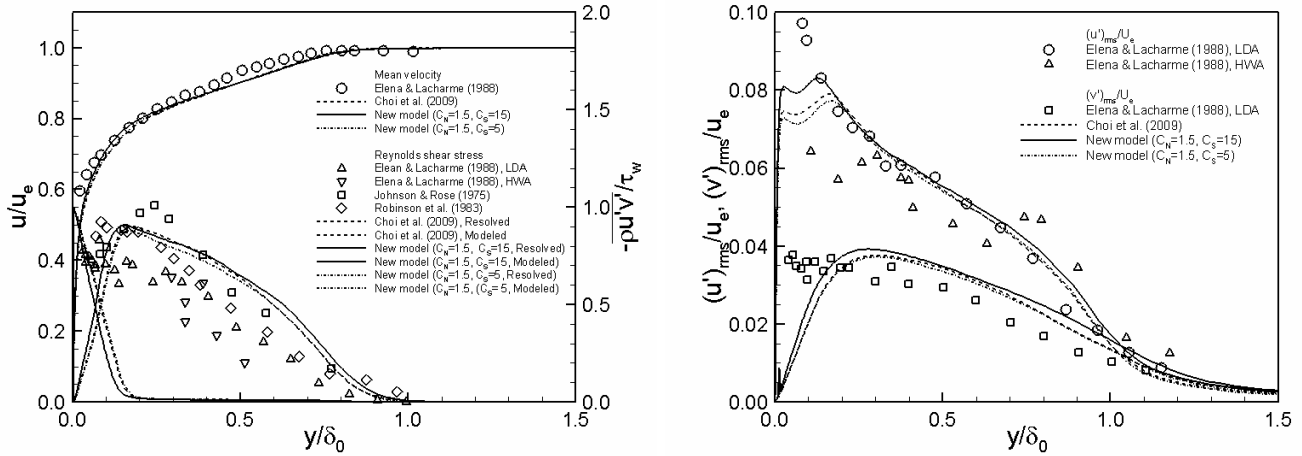 1.0
0.8
0.6
0.4
0.2
0.0
u/u_e
2.0
1.5
1.0
0.5
0.0
-ρu'v'/τ_w
0.0
0.5
1.0
1.5
y/δ_0
Mean velocity
Elena & Lacharme (1988)
Choi et al. (2009)
New model (C_N=1.5, C_S=15)
New model (C_N=1.5, C_S=5)
Reynolds shear stress
Elean & Lacharme (1988), LDA
Elena & Lacharme (1988), HWA
Johnson & Rose (1975)
Robinson et al. (1983)
Choi et al. (2009), Resolved
Choi et al. (2009), Modeled
New model (C_N=1.5, C_S=15, Resolved)
New model (C_N=1.5, C_S=15, Modeled)
New model (C_N=1.5, C_S=5, Resolved)
New model (C_N=1.5, (C_S= 5, Modeled)
0.10
0.08
0.06
0.04
0.02
0.00
(u')_rms/u_e, (v')_rms/u_e
0.0
0.5
1.0
1.5
y/δ_0
(u')_rms/U_e
Elena & Lacharme (1988), LDA
Elena & Lacharme (1988), HWA
(v')_rms/U_e
Elena & Lacharme (1988), LDA
Choi et al. (2009)
New model (C_N=1.5, C_S=15)
New model (C_N=1.5, C_S=5)